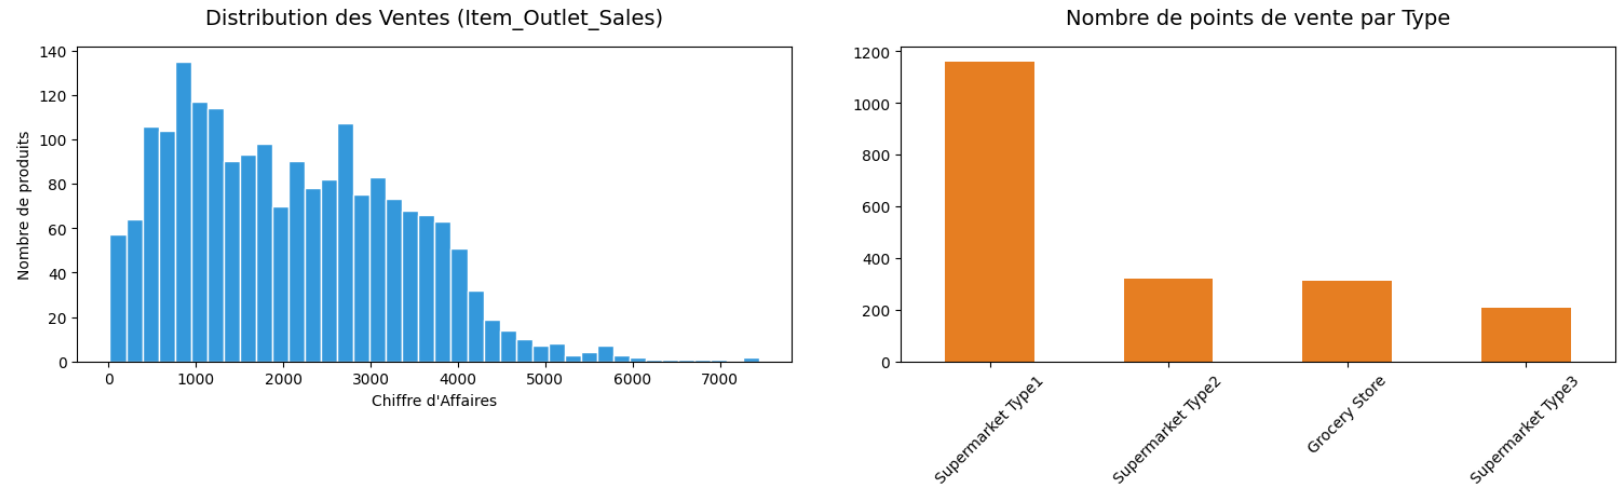 Distribution des Ventes (Item_Outlet_Sales)
140
120
100
80
60
40
20
0
Nombre de produits
0 1000 2000 3000 4000 5000 6000 7000
Chiffre d'Affaires
Nombre de points de vente par Type
1200
1000
800
600
400
200
0
Supermarket Type1
Supermarket Type2
Grocery Store
Supermarket Type3